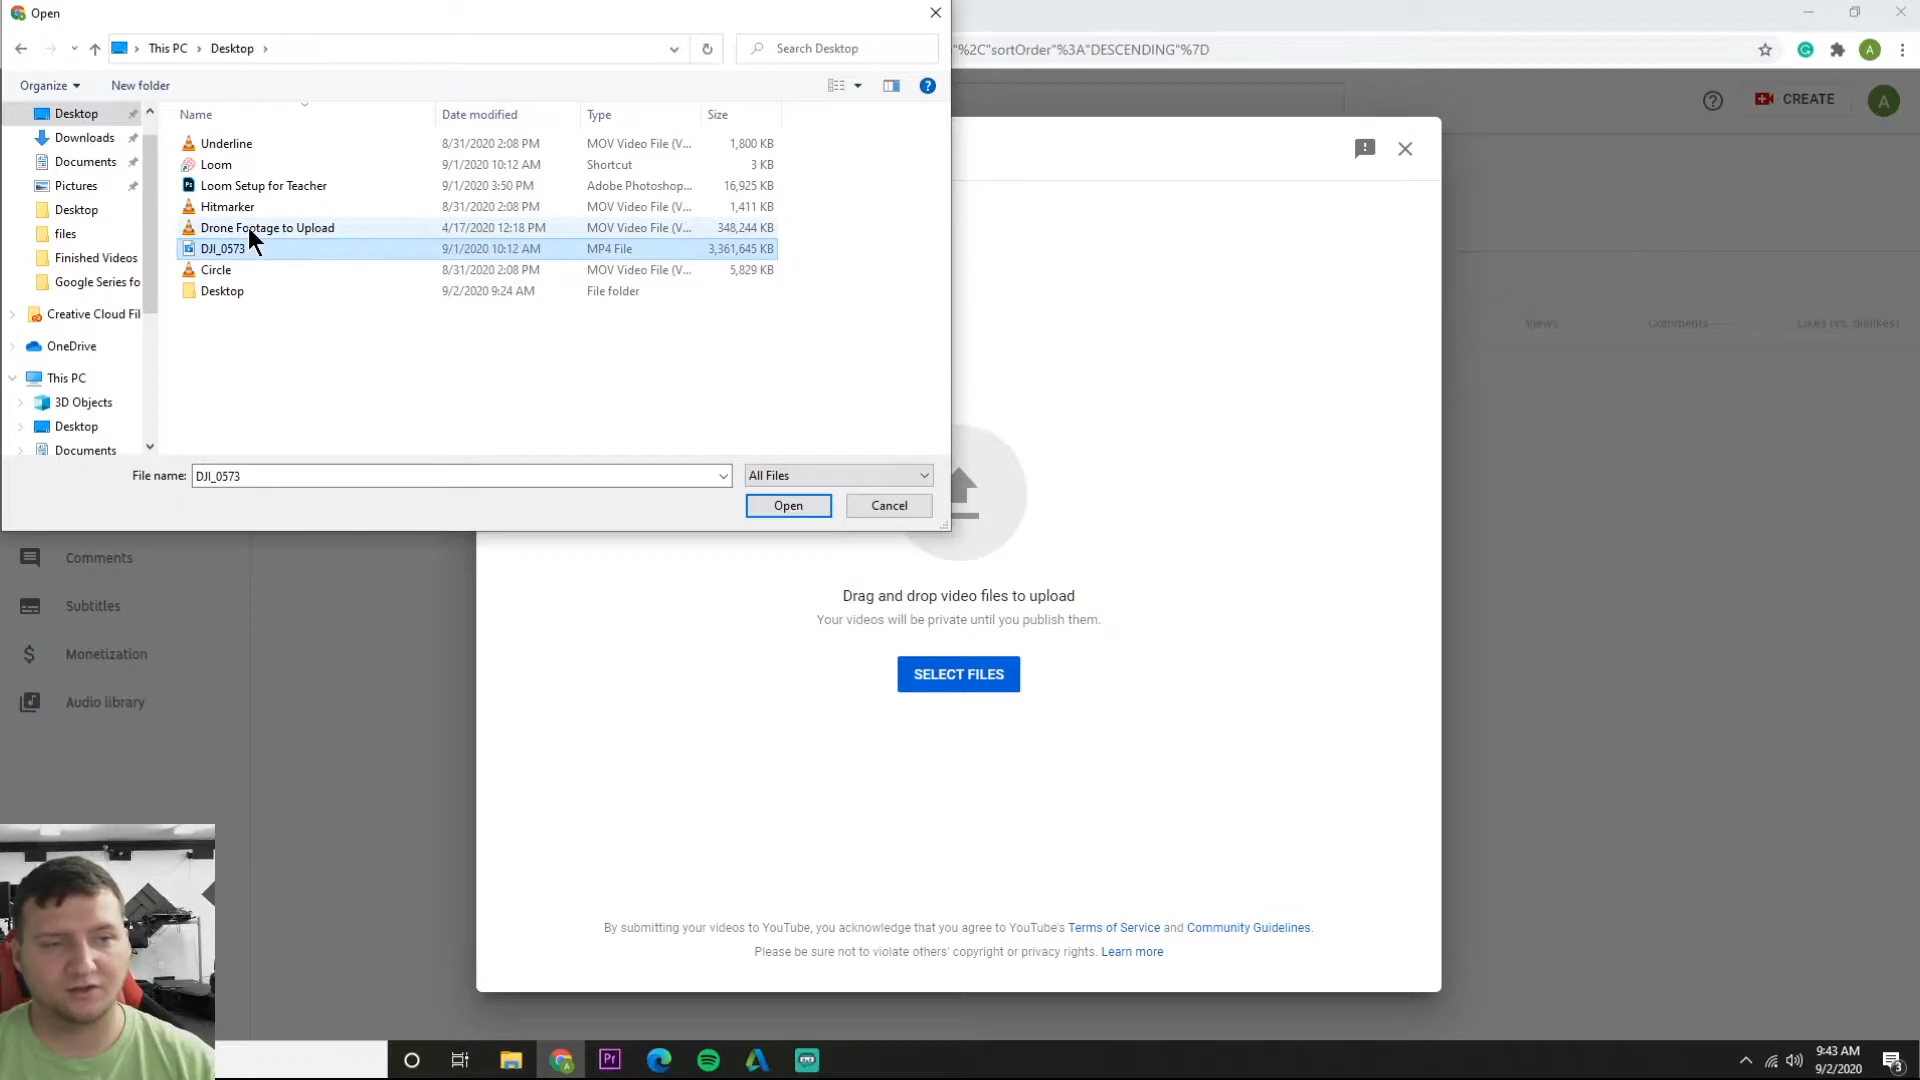 Open
This PC > Desktop >
Search Desktop
"%2C"sortOrder"%3A"DESCENDING"%7D
A
Organize
New folder
?
CREATE
A
Desktop
Downloads
Documents
Pictures
Desktop
files
Finished Videos
Google Series fo
Creative Cloud Fil
OneDrive
This PC
3D Objects
Desktop
Documents
Name Date modified Type Size
Underline 8/31/2020 2:08 PM MOV Video File (V... 1,800 KB
Loom 9/1/2020 10:12 AM Shortcut 3 KB
Ps Loom Setup for Teacher 9/1/2020 3:50 PM Adobe Photoshop... 16,925 KB
Hitmarker 8/31/2020 2:08 PM MOV Video File (V... 1,411 KB
Drone Footage to Upload 4/17/2020 12:18 PM MOV Video File (V... 348,244 KB
DJI_0573 9/1/2020 10:12 AM MP4 File 3,361,645 KB
Circle 8/31/2020 2:08 PM MOV Video File (V... 5,829 KB
Desktop 9/2/2020 9:24 AM File folder
File name: DJI_0573 All Files
Open Cancel
Views Comments Likes (vs. dislikes)
Comments
Subtitles
Monetization
Audio library
Drag and drop video files to upload
Your videos will be private until you publish them.
SELECT FILES
By submitting your videos to YouTube, you acknowledge that you agree to YouTube's Terms of Service and Community Guidelines.
Please be sure not to violate others' copyright or privacy rights. Learn more
Pr
9:43 AM
9/2/2020
3